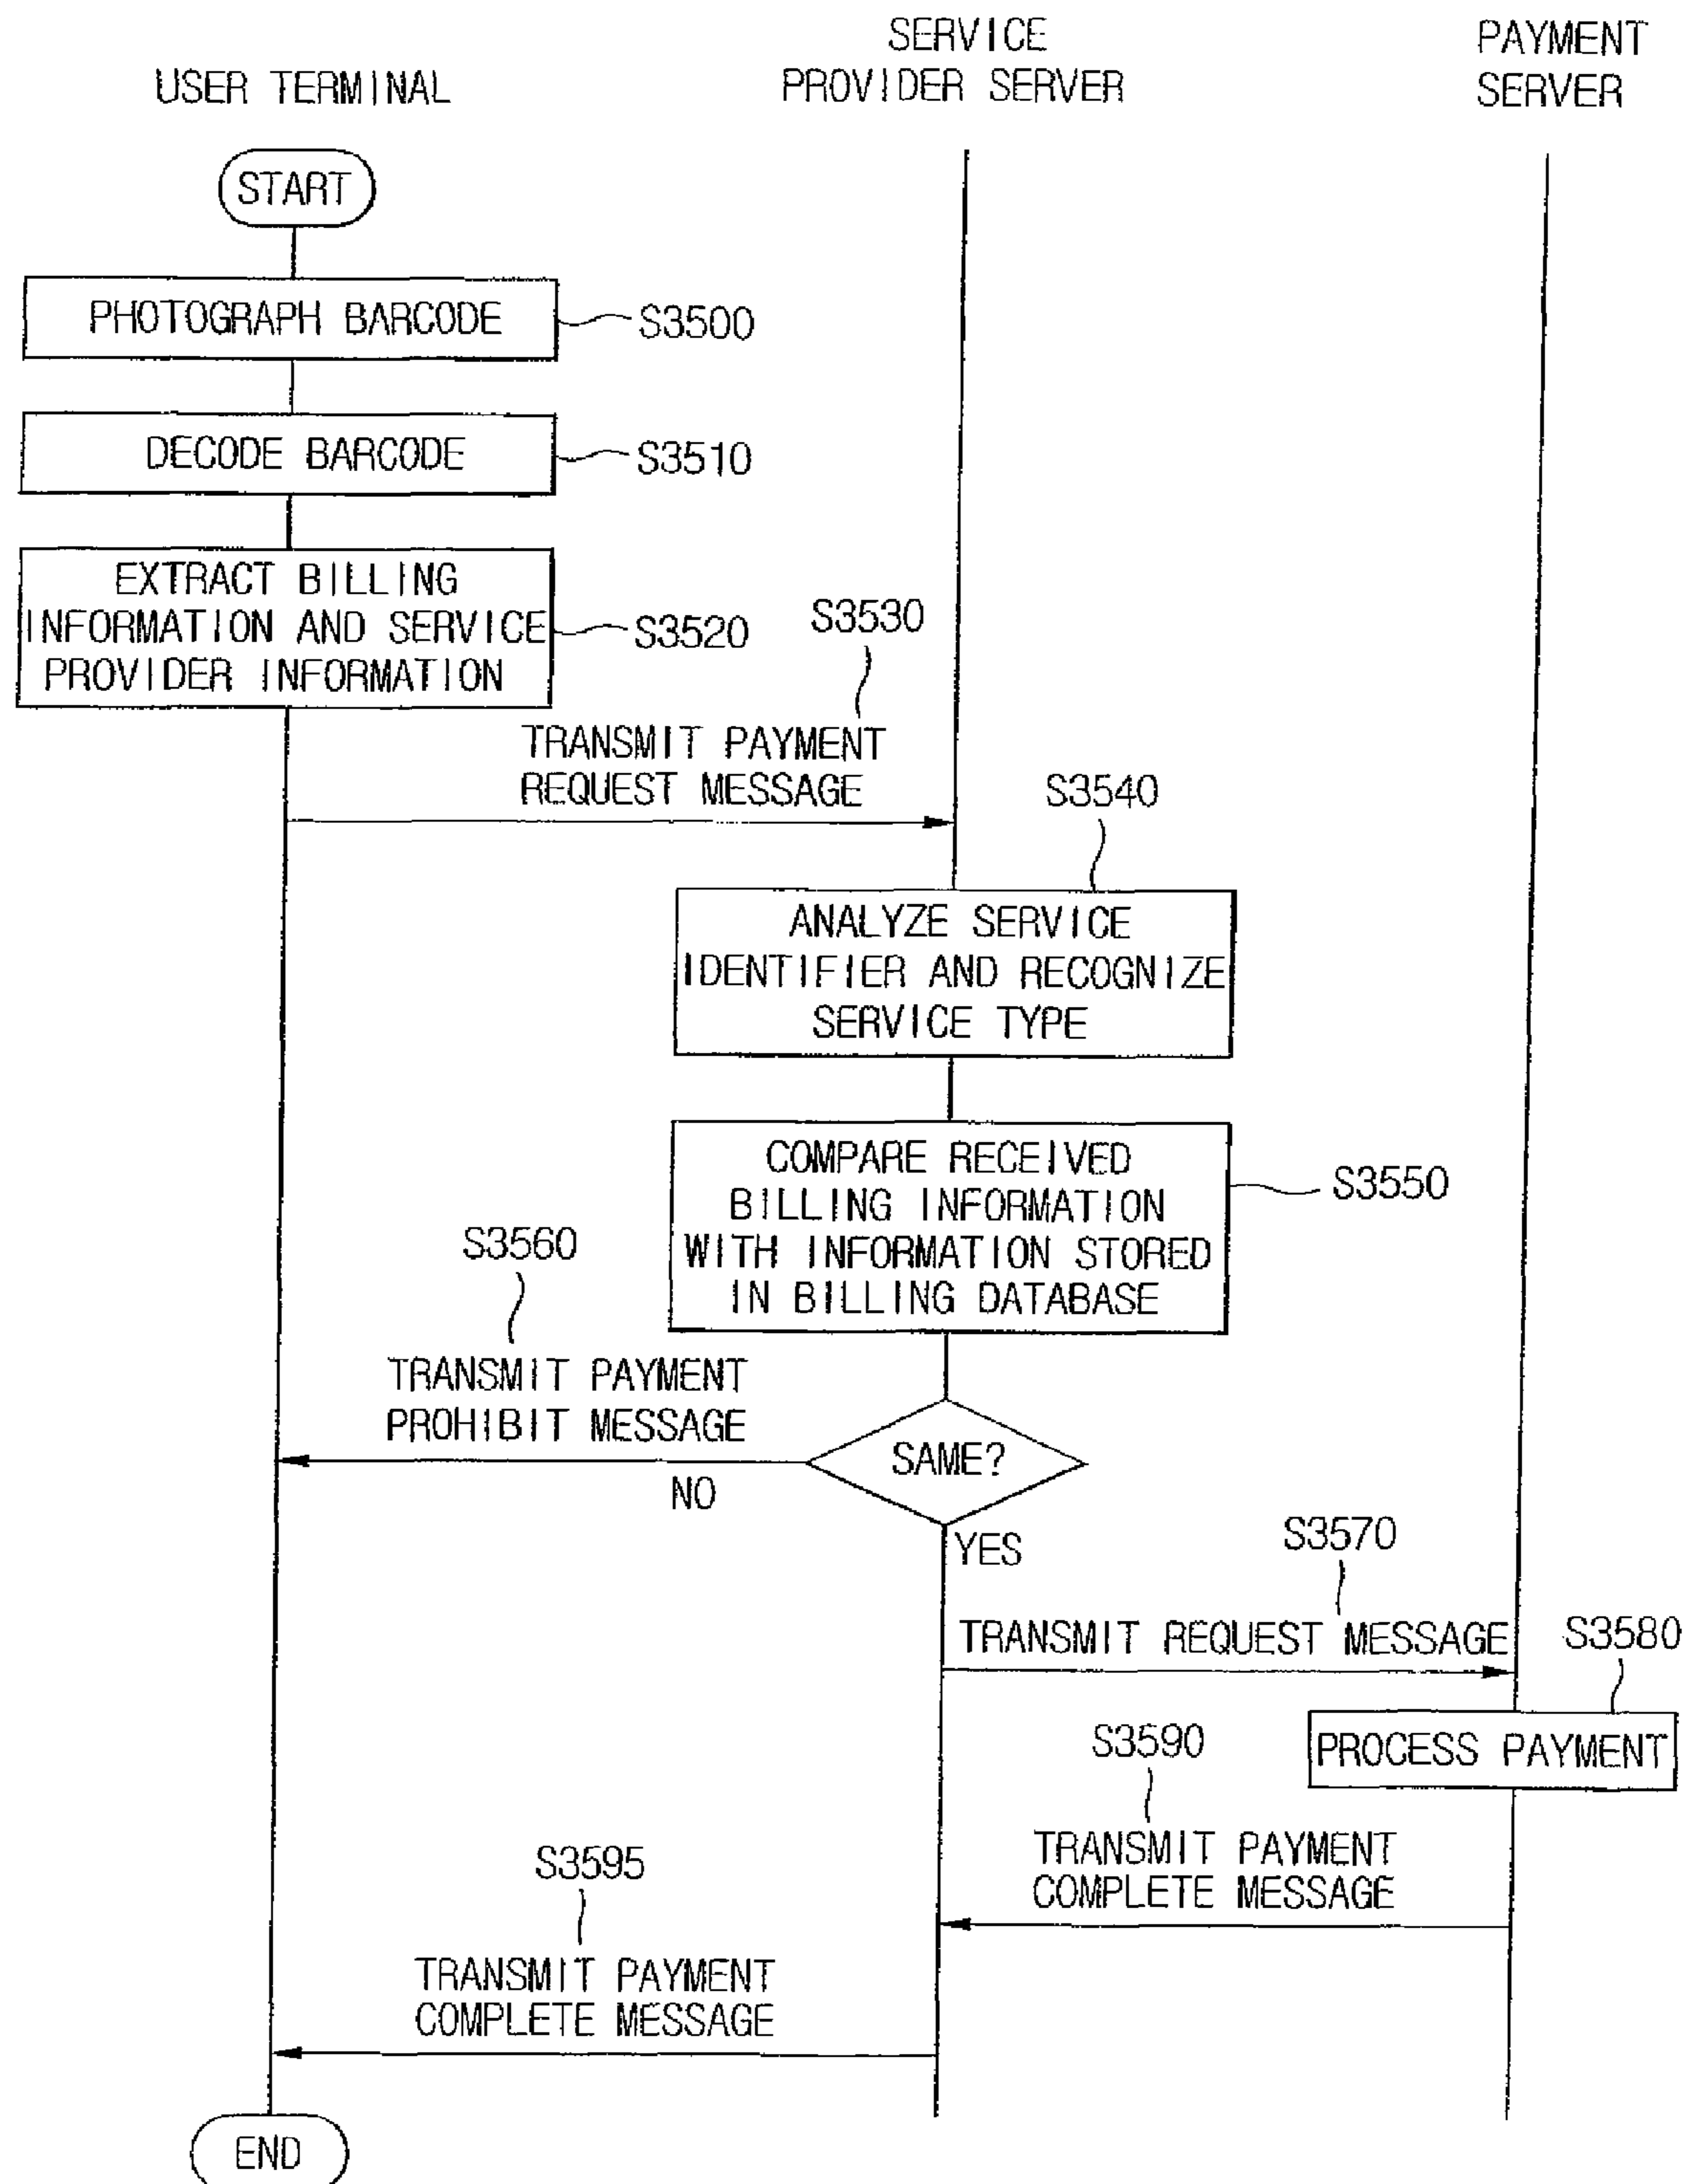 USER TERMINAL
SERVICE
PROVIDER SERVER
PAYMENT
SERVER
START
PHOTOGRAPH BARCODE
S3500
DECODE BARCODE
S3510
EXTRACT BILLING
INFORMATION AND SERVICE
PROVIDER INFORMATION
S3520
S3530
TRANSMIT PAYMENT
REQUEST MESSAGE
S3540
ANALYZE SERVICE
IDENTIFIER AND RECOGNIZE
SERVICE TYPE
COMPARE RECEIVED
BILLING INFORMATION
WITH INFORMATION STORED
IN BILLING DATABASE
S3550
S3560
TRANSMIT PAYMENT
PROHIBIT MESSAGE
SAME?
NO
YES
S3570
TRANSMIT REQUEST MESSAGE
S3580
PROCESS PAYMENT
S3590
TRANSMIT PAYMENT
COMPLETE MESSAGE
S3595
TRANSMIT PAYMENT
COMPLETE MESSAGE
END